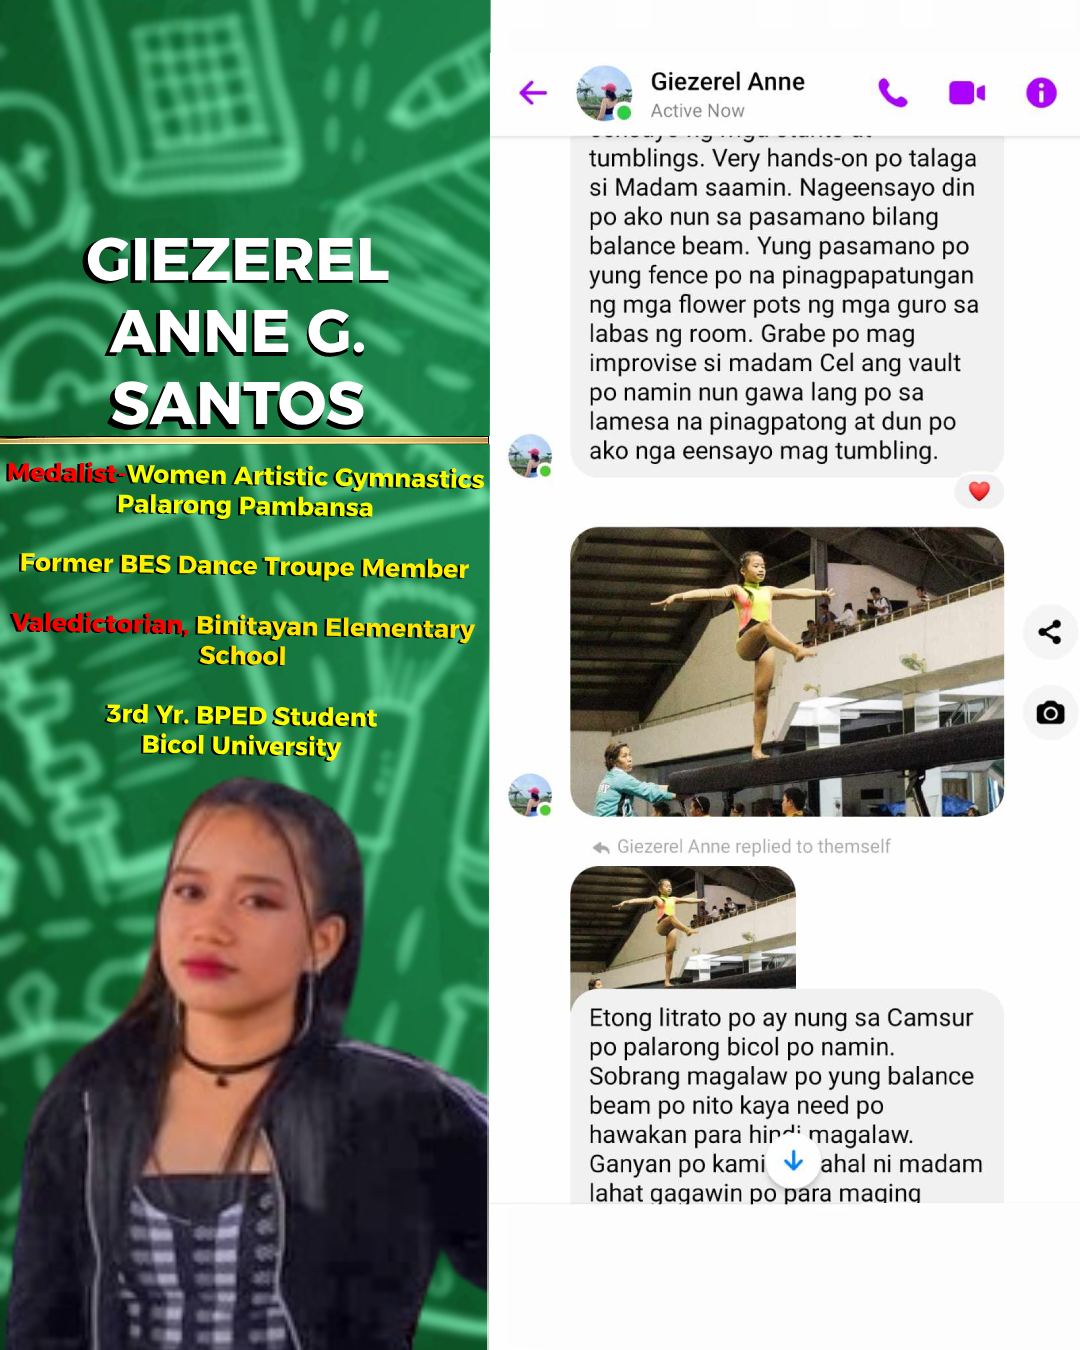 GIEZEREL
ANNE G.
SANTOS
Medalist-Women Artistic Gymnastics
Palarong Pambansa
Former BES Dance Troupe Member
Valedictorian, Binitayan Elementary
School
3rd Yr. BPED Student
Bicol University
Giezerel Anne
Active Now
tumblings. Very hands-on po talaga
si Madam saamin. Nageensayo din
po ako nun sa pasamano bilang
balance beam. Yung pasamano po
yung fence po na pinagpapatungan
ng mga flower pots ng mga guro sa
labas ng room. Grabe po mag
improvise si madam Cel ang vault
po namin nun gawa lang po sa
lamesa na pinagpatong at dun po
ako nga eensayo mag tumbling.
Giezerel Anne replied to themself
Etong litrato po ay nung sa Camsur
po palarong bicol po namin.
Sobrang magalaw po yung balance
beam po nito kaya need po
hawakan para hindi magalaw.
Ganyan po kami ahal ni madam
lahat gagawin po para maging